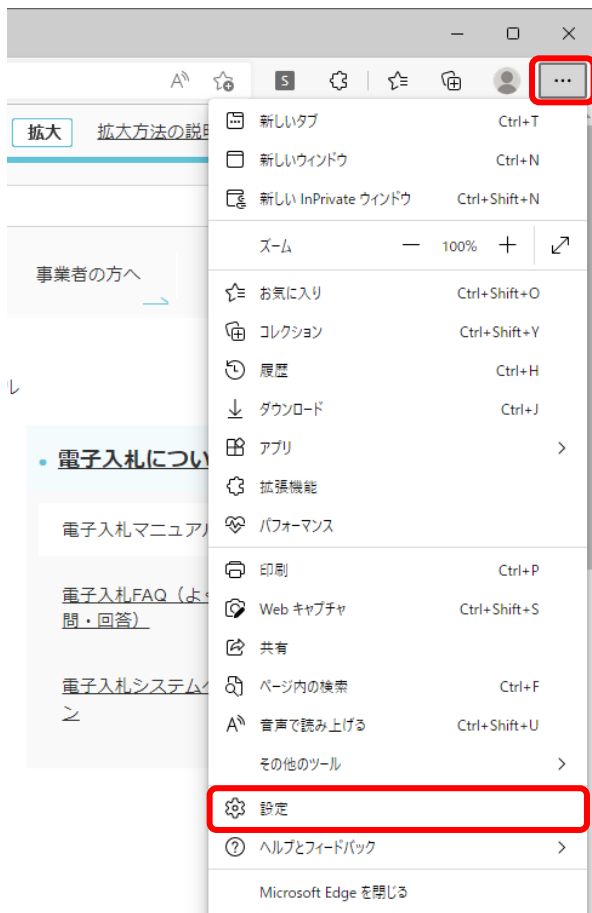 拡大 拡大方法の説
事業者の方へ
ル
電子入札につい
電子入札マニュアル
電子入札FAQ（よ
問・回答）
電子入札システム
ン
S
新しいタブ Ctrl+T
新しいウィンドウ Ctrl+N
新しい InPrivate ウィンドウ Ctrl+Shift+N
ズーム — 100% +
お気に入り Ctrl+Shift+O
コレクション Ctrl+Shift+Y
履歴 Ctrl+H
ダウンロード Ctrl+J
アプリ
拡張機能
パフォーマンス
印刷 Ctrl+P
Web キャプチャ Ctrl+Shift+S
共有
ページ内の検索 Ctrl+F
音声で読み上げる Ctrl+Shift+U
その他のツール
設定
ヘルプとフィードバック
Microsoft Edge を閉じる